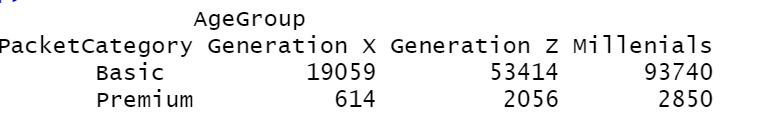 AgeGroup
PacketCategory Generation X Generation Z Millenials
Basic 19059 53414 93740
Premium 614 2056 2850